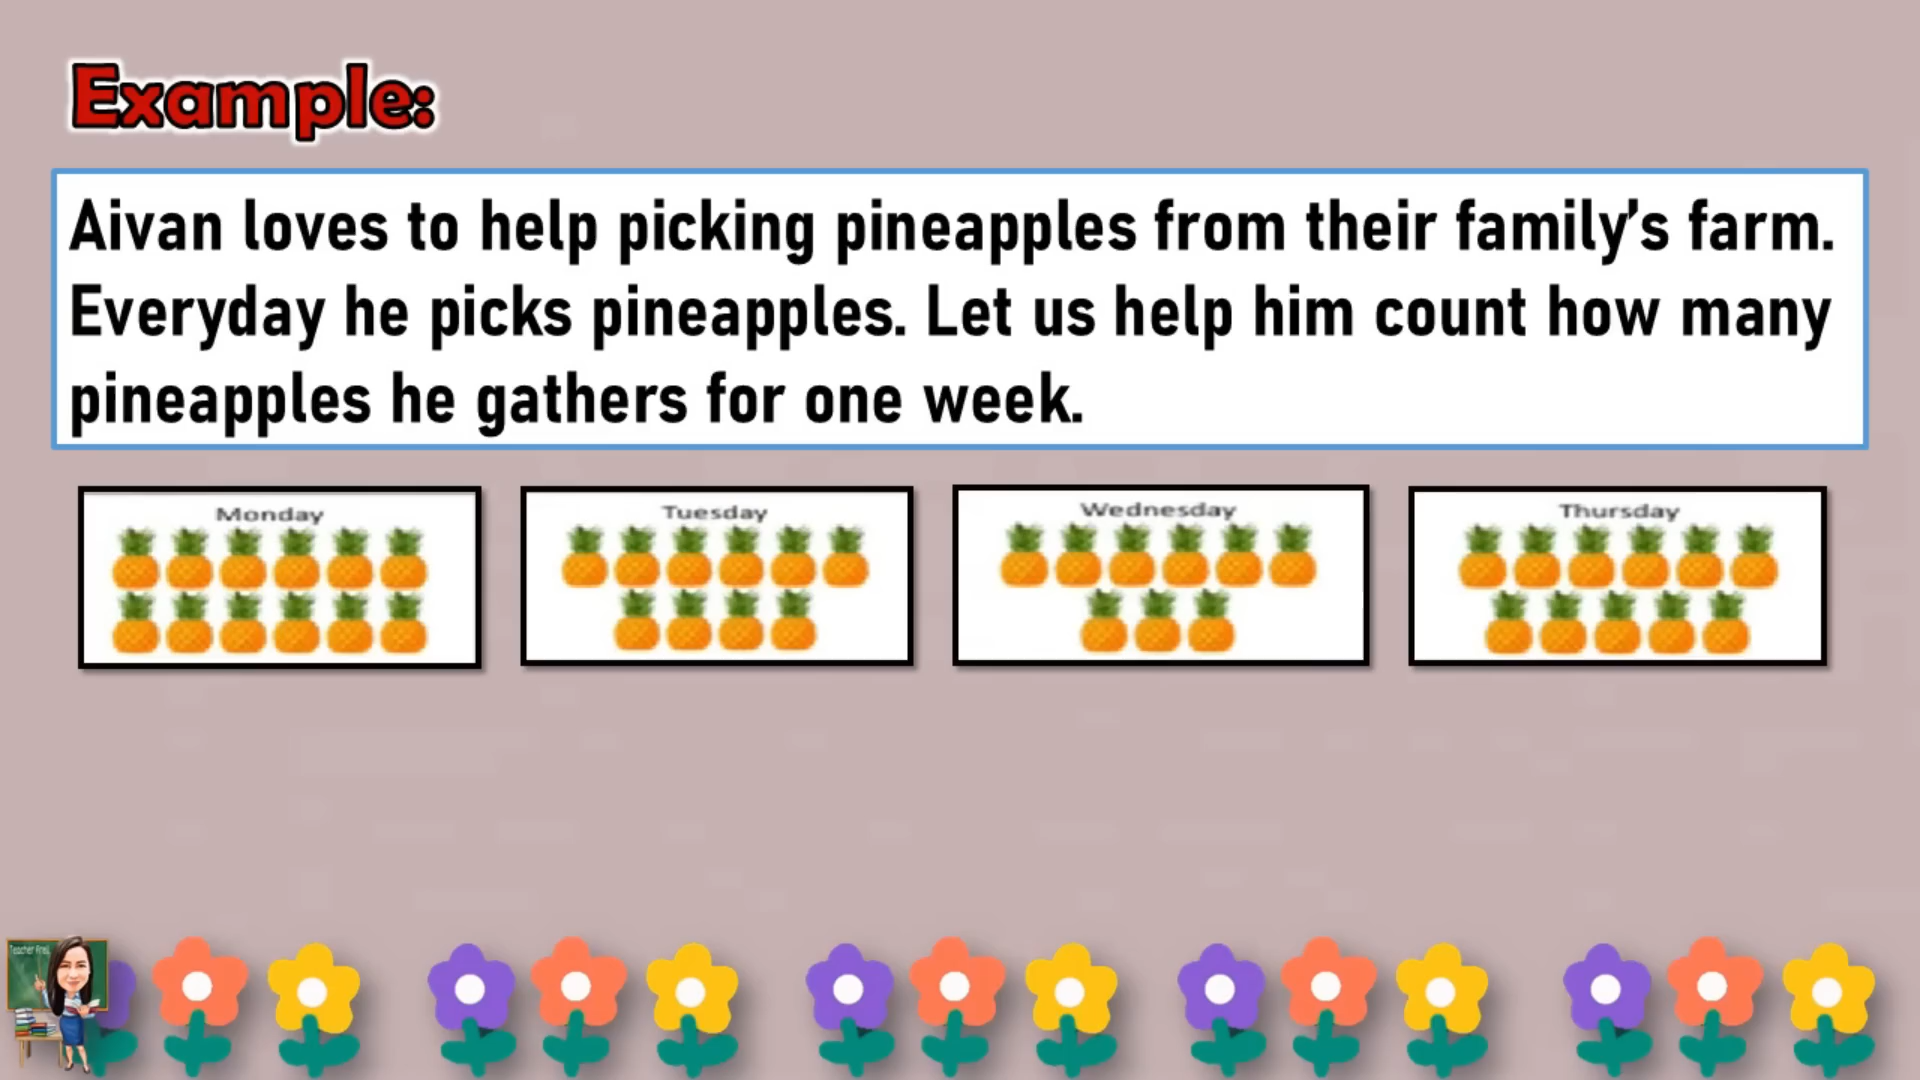 Example:
Aivan loves to help picking pineapples from their family's farm.
Everyday he picks pineapples. Let us help him count how many
pineapples he gathers for one week.
Monday
Tuesday
Wednesday
Thursday